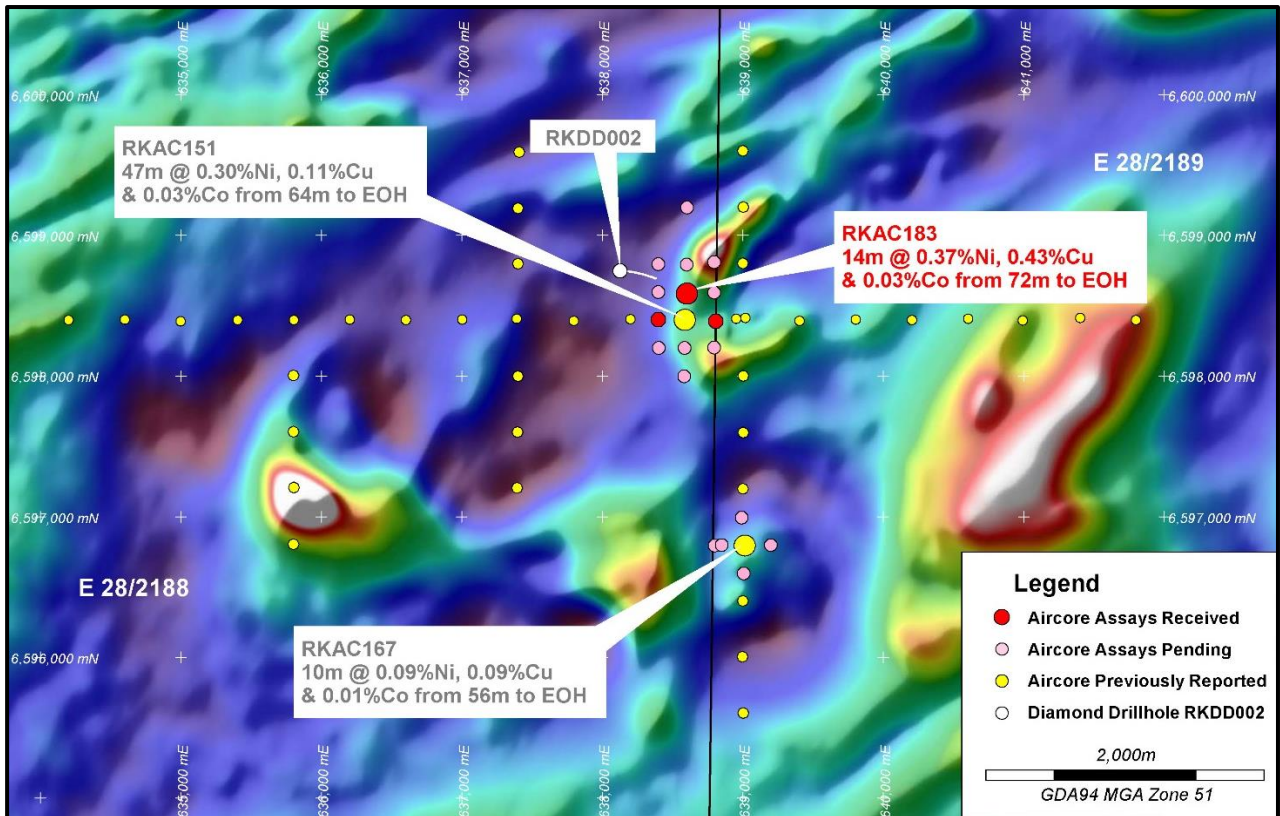 635,000 mE
636,000 mE
637,000 mE
638,000 mE
639,000 mE
640,000 mE
641,000 mE
6,600,000 mN
6,600,000 mN
RKAC151
47m @ 0.30%Ni, 0.11%Cu
& 0.03%Co from 64m to EOH
RKDD002
E 28/2189
6,599,000 mN
6,599,000 mN
RKAC183
14m @ 0.37%Ni, 0.43%Cu
& 0.03%Co from 72m to EOH
6,598,000 mN
6,598,000 mN
6,597,000 mN
6,597,000 mN
E 28/2188
RKAC167
10m @ 0.09%Ni, 0.09%Cu
& 0.01%Co from 56m to EOH
6,596,000 mN
635,000 mE
636,000 mE
637,000 mE
638,000 mE
639,000 mE
640,000 mE
Legend
Aircore Assays Received
Aircore Assays Pending
Aircore Previously Reported
Diamond Drillhole RKDD002
2,000m
GDA94 MGA Zone 51